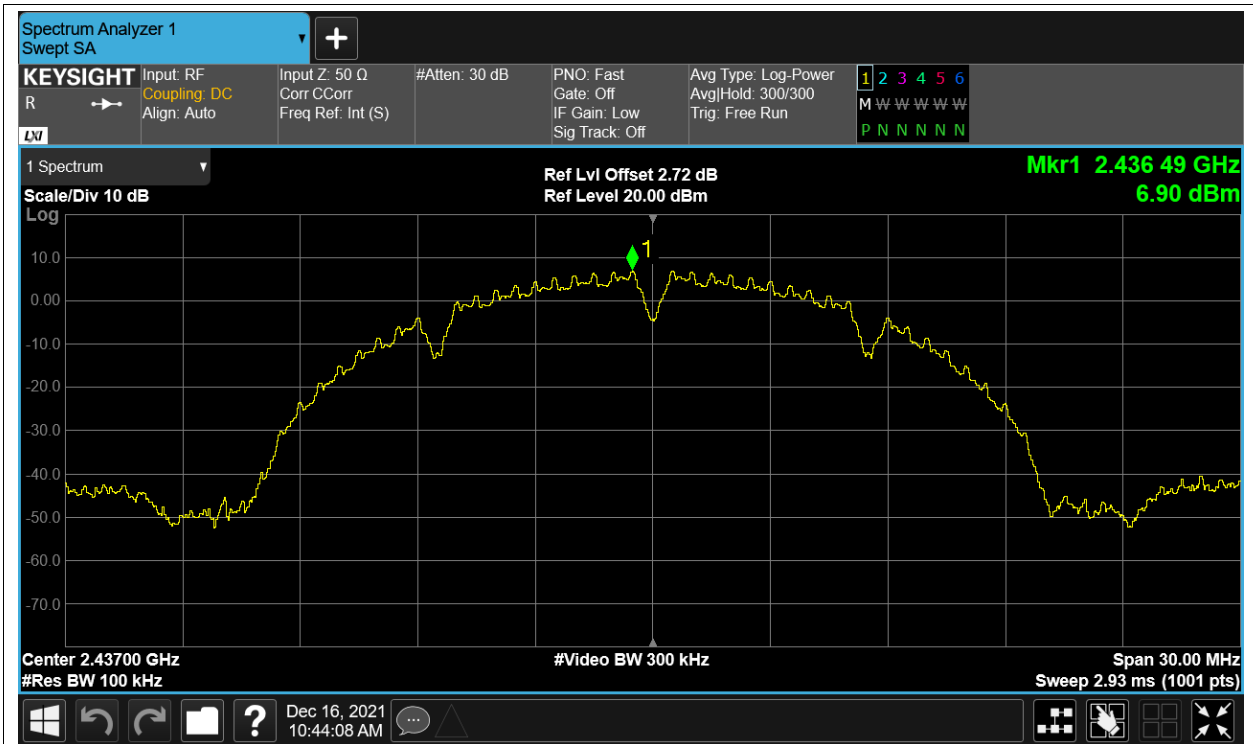 Spectrum Analyzer 1
Swept SA
KEYSIGHT
R
LXI
Input: RF
Coupling: DC
Align: Auto
Input Z: 50 Ω
Corr CCorr
Freq Ref: Int (S)
#Atten: 30 dB
PNO: Fast
Gate: Off
IF Gain: Low
Sig Track: Off
Avg Type: Log-Power
Avg|Hold: 300/300
Trig: Free Run
1 2 3 4 5 6
M W W W W W
P N N N N N
1 Spectrum
Scale/Div 10 dB
Ref Lvl Offset 2.72 dB
Ref Level 20.00 dBm
Mkr1 2.436 49 GHz
6.90 dBm
Log
1
10.0
0.00
-10.0
-20.0
-30.0
-40.0
-50.0
-60.0
-70.0
Center 2.43700 GHz
#Video BW 300 kHz
Span 30.00 MHz
#Res BW 100 kHz
Sweep 2.93 ms (1001 pts)
?
Dec 16, 2021
10:44:08 AM